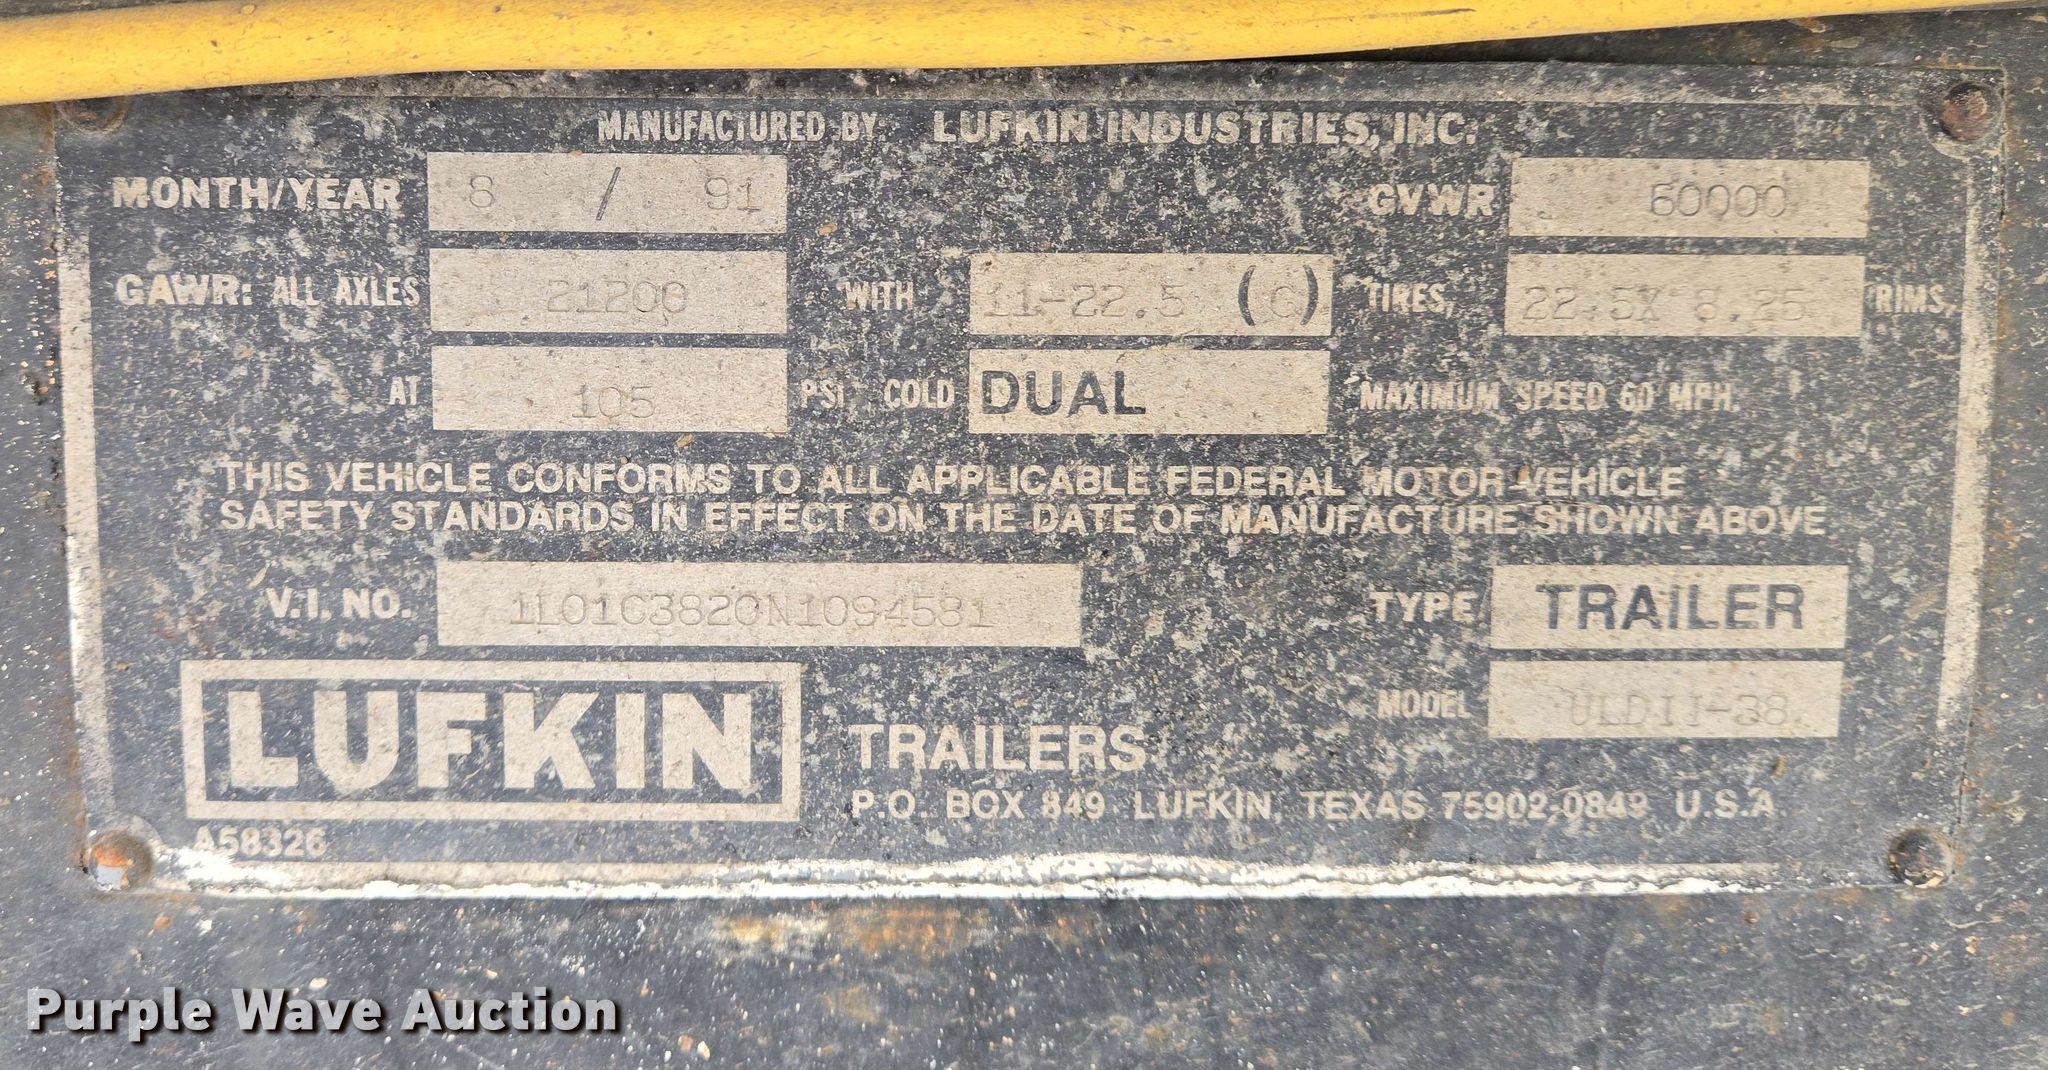 MANUFACTURED BY: LUFKIN INDUSTRIES, INC.
MONTH/YEAR 8 / 91 GVWR 60000
GAWR: ALL AXLES 21200 WITH 11-22.5 (G) TIRES, 22.5X 8.25 RIMS,
AT 105 PSI COLD DUAL MAXIMUM SPEED 60 MPH.
THIS VEHICLE CONFORMS TO ALL APPLICABLE FEDERAL MOTOR VEHICLE
SAFETY STANDARDS IN EFFECT ON THE DATE OF MANUFACTURE SHOWN ABOVE
V.I. NO. 1L01C3820N1094581 TYPE TRAILER
MODEL ULDII-38
LUFKIN TRAILERS
P.O. BOX 849 LUFKIN, TEXAS 75902-0849 U.S.A.
A58326
Purple Wave Auction